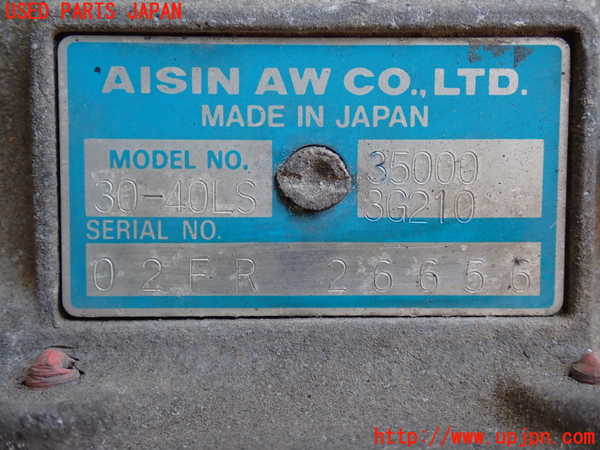 USED PARTS JAPAN
AISIN AW CO., LTD.
MADE IN JAPAN
MODEL NO.
30-40LS
35000
3G210
SERIAL NO.
02FR 26656
http://www.upjpn.com/